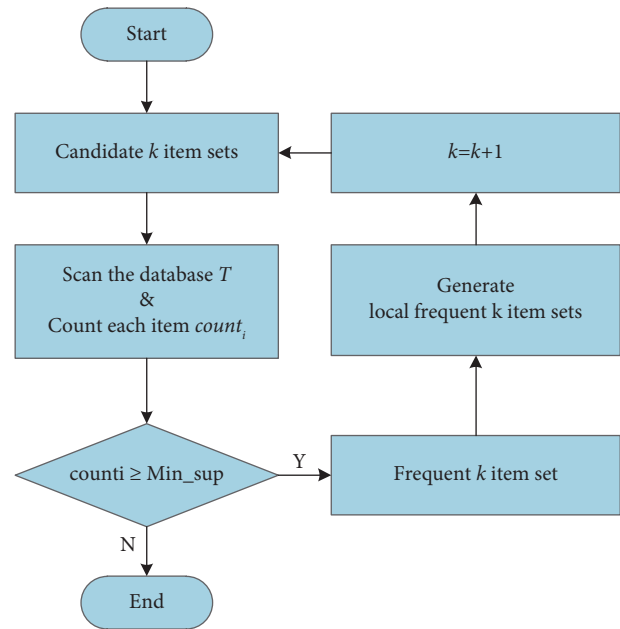 Start
Candidate k item sets
k=k+1
Scan the database T
&
Count each item count_i
Generate
local frequent k item sets
counti ≥ Min_sup
Y
Frequent k item set
N
End